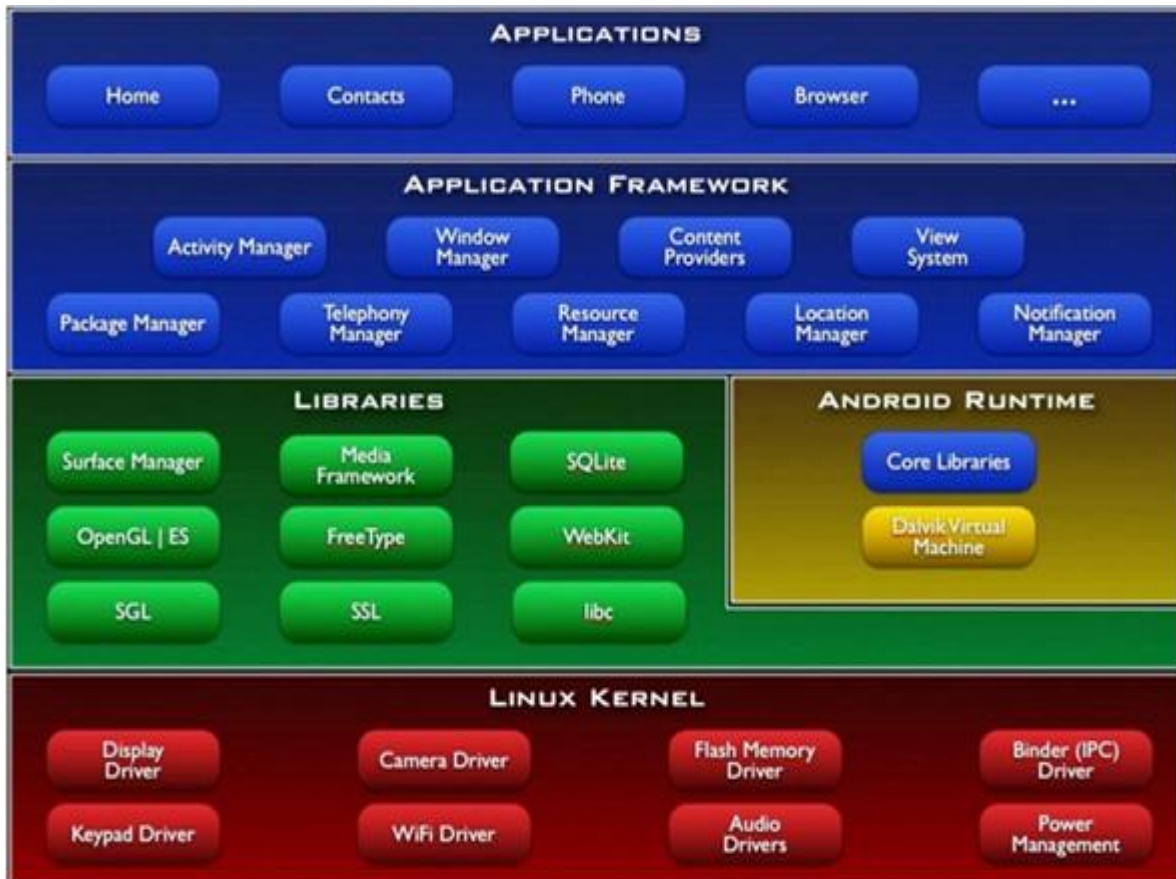 APPLICATIONS
Home
Contacts
Phone
Browser
...
APPLICATION FRAMEWORK
Activity Manager
Window
Manager
Content
Providers
View
System
Package Manager
Telephony
Manager
Resource
Manager
Location
Manager
Notification
Manager
LIBRARIES
Surface Manager
Media
Framework
SQLite
OpenGL | ES
FreeType
WebKit
SGL
SSL
libc
ANDROID RUNTIME
Core Libraries
Dalvik Virtual
Machine
LINUX KERNEL
Display
Driver
Camera Driver
Flash Memory
Driver
Binder (IPC)
Driver
Keypad Driver
WiFi Driver
Audio
Drivers
Power
Management